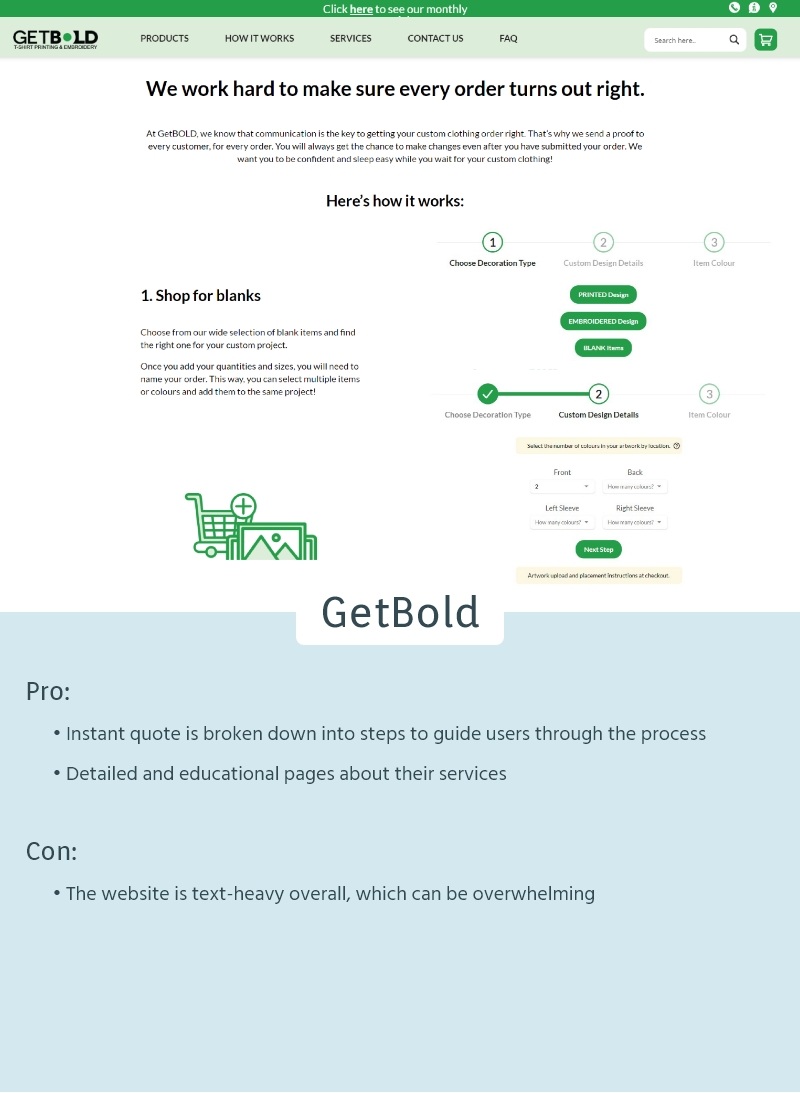 Click here to see our monthly
GETBOLD
T-SHIRT PRINTING & EMBROIDERY
PRODUCTS
HOW IT WORKS
SERVICES
CONTACT US
FAQ
Search here..
We work hard to make sure every order turns out right.
At GetBOLD, we know that communication is the key to getting your custom clothing order right. That's why we send a proof to
every customer, for every order. You will always get the chance to make changes even after you have submitted your order. We
want you to be confident and sleep easy while you wait for your custom clothing!
Here's how it works:
1. Shop for blanks
Choose from our wide selection of blank items and find
the right one for your custom project.
Once you add your quantities and sizes, you will need to
name your order. This way, you can select multiple items
or colours and add them to the same project!
1 2 3
Choose Decoration Type Custom Design Details Item Colour
PRINTED Design
EMBROIDERED Design
BLANK Items
2 3
Choose Decoration Type Custom Design Details Item Colour
Select the number of colours in your artwork by location.
Front Back
2 How many colours?
Left Sleeve Right Sleeve
How many colours? How many colours?
Next Step
Artwork upload and placement instructions at checkout.
GetBold
Pro:
• Instant quote is broken down into steps to guide users through the process
• Detailed and educational pages about their services
Con:
• The website is text-heavy overall, which can be overwhelming